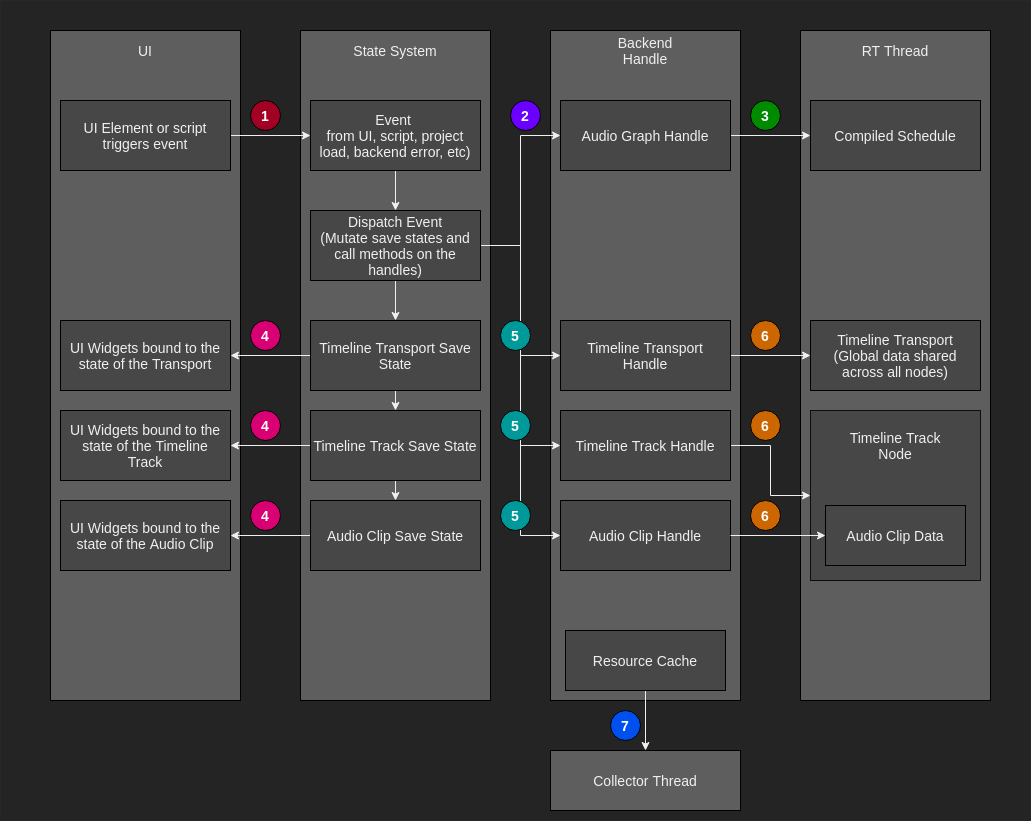 UI
State System
Backend
Handle
RT Thread
UI Element or script
triggers event
1
Event
from UI, script, project
load, backend error, etc)
2
Audio Graph Handle
3
Compiled Schedule
Dispatch Event
(Mutate save states and
call methods on the
handles)
UI Widgets bound to the
state of the Transport
4
Timeline Transport Save
State
5
Timeline Transport
Handle
6
Timeline Transport
(Global data shared
across all nodes)
UI Widgets bound to the
state of the Timeline
Track
4
Timeline Track Save State
5
Timeline Track Handle
6
Timeline Track
Node
UI Widgets bound to the
state of the Audio Clip
4
Audio Clip Save State
5
Audio Clip Handle
6
Audio Clip Data
Resource Cache
7
Collector Thread